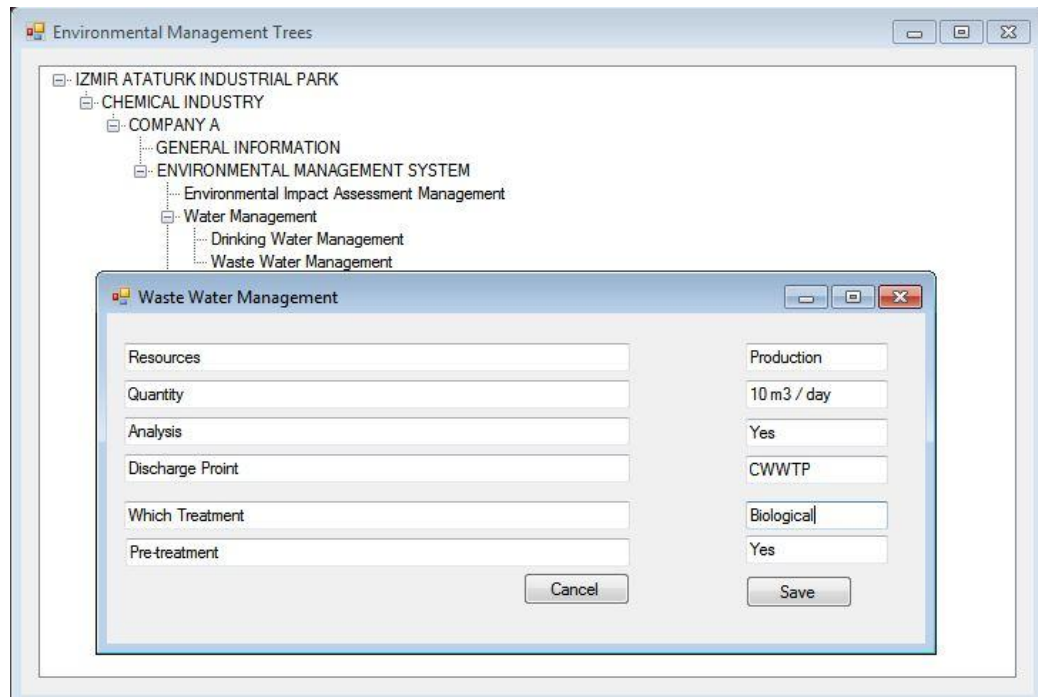 Environmental Management Trees
IZMIR ATATURK INDUSTRIAL PARK
CHEMICAL INDUSTRY
COMPANY A
GENERAL INFORMATION
ENVIRONMENTAL MANAGEMENT SYSTEM
Environmental Impact Assessment Management
Water Management
Drinking Water Management
Waste Water Management
Waste Water Management
Resources Production
Quantity 10 m3 / day
Analysis Yes
Discharge Proint CWWTP
Which Treatment Biological
Pre-treatment Yes
Cancel Save